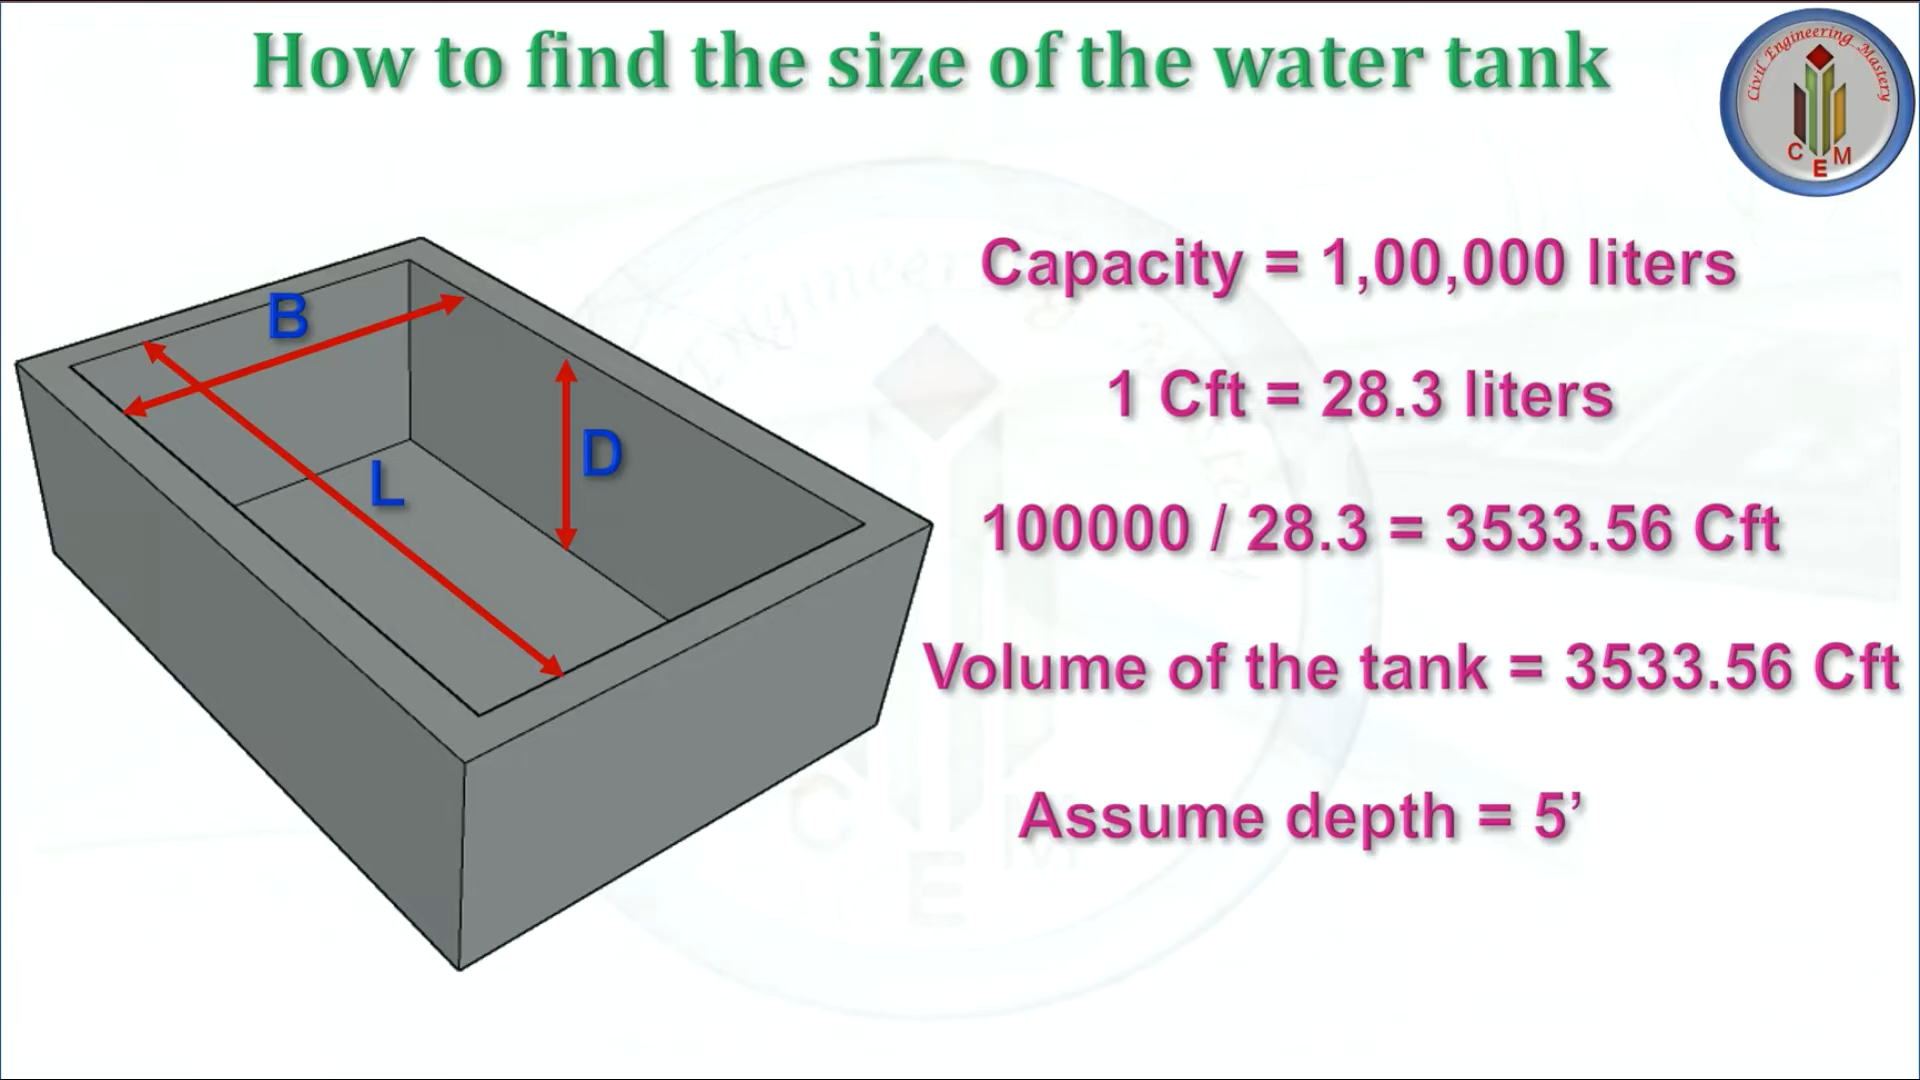 How to find the size of the water tank
Civil Engineering Mastery
C E M
B
L
D
Capacity = 1,00,000 liters
1 Cft = 28.3 liters
100000 / 28.3 = 3533.56 Cft
Volume of the tank = 3533.56 Cft
Assume depth = 5’